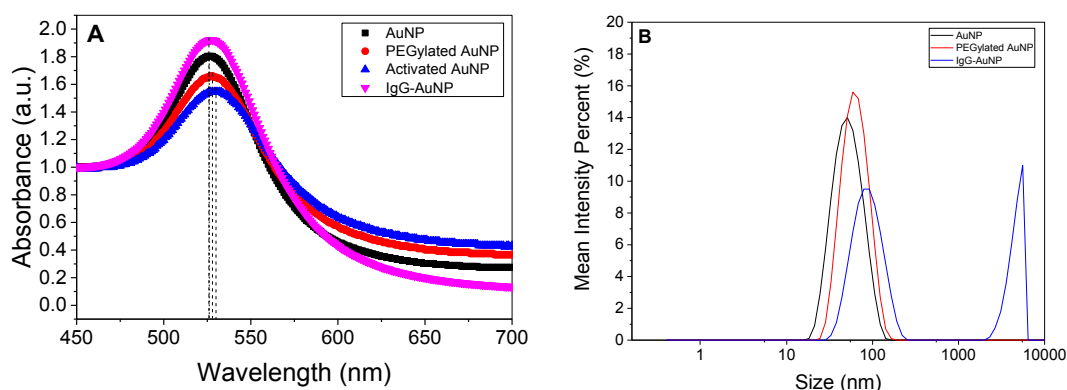 A
AuNP
PEGylated AuNP
Activated AuNP
IgG-AuNP
2.0
1.8
1.6
1.4
1.2
1.0
0.8
0.6
0.4
0.2
0.0
Absorbance (a.u.)
450 500 550 600 650 700
Wavelength (nm)
B
AuNP
PEGylated AuNP
IgG-AuNP
20
18
16
14
12
10
8
6
4
2
0
Mean Intensity Percent (%)
1 10 100 1000 10000
Size (nm)